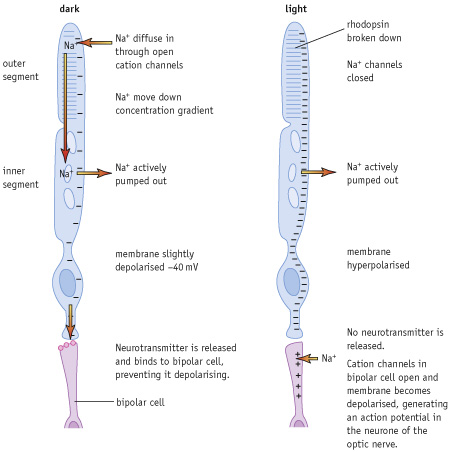 dark
Na⁺ diffuse in
through open
cation channels
Na⁺
outer
segment
Na⁺ move down
concentration gradient
inner
segment
Na⁺
Na⁺ actively
pumped out
membrane slightly
depolarised –40 mV
Neurotransmitter is released
and binds to bipolar cell,
preventing it depolarising.
bipolar cell
light
rhodopsin
broken down
Na⁺ channels
closed
Na⁺ actively
pumped out
membrane
hyperpolarised
No neurotransmitter is
released.
Na⁺
Cation channels in
bipolar cell open and
membrane becomes
depolarised, generating
an action potential in
the neurone of the
optic nerve.